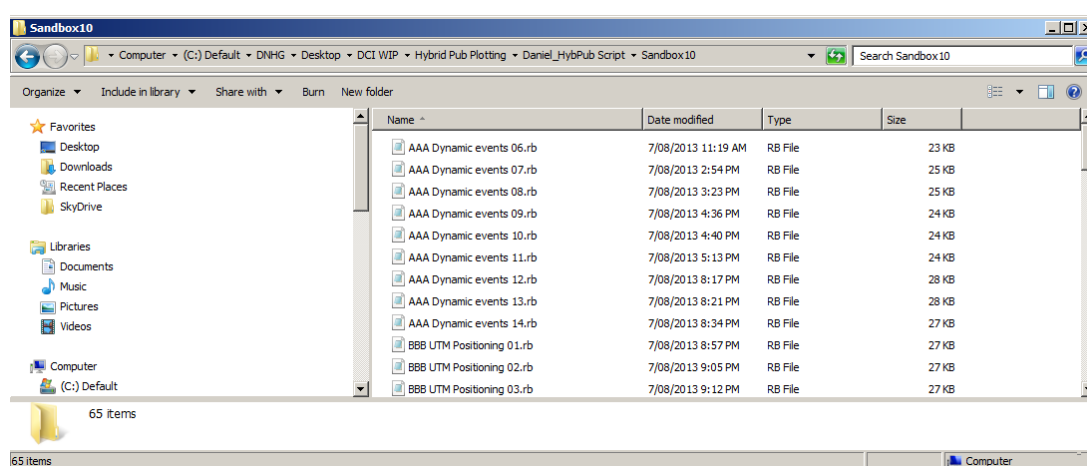 Sandbox10
Computer (C:) Default DNHG Desktop DCI WIP Hybrid Pub Plotting Daniel_HybPub Script Sandbox10 Search Sandbox10
Organize Include in library Share with Burn New folder
Favorites
Desktop
Downloads
Recent Places
SkyDrive
Libraries
Documents
Music
Pictures
Videos
Computer
(C:) Default
Name Date modified Type Size
AAA Dynamic events 06.rb 7/08/2013 11:19 AM RB File 23 KB
AAA Dynamic events 07.rb 7/08/2013 2:54 PM RB File 25 KB
AAA Dynamic events 08.rb 7/08/2013 3:23 PM RB File 25 KB
AAA Dynamic events 09.rb 7/08/2013 4:36 PM RB File 24 KB
AAA Dynamic events 10.rb 7/08/2013 4:40 PM RB File 24 KB
AAA Dynamic events 11.rb 7/08/2013 5:13 PM RB File 24 KB
AAA Dynamic events 12.rb 7/08/2013 8:17 PM RB File 28 KB
AAA Dynamic events 13.rb 7/08/2013 8:21 PM RB File 28 KB
AAA Dynamic events 14.rb 7/08/2013 8:34 PM RB File 27 KB
BBB UTM Positioning 01.rb 7/08/2013 8:57 PM RB File 27 KB
BBB UTM Positioning 02.rb 7/08/2013 9:05 PM RB File 27 KB
BBB UTM Positioning 03.rb 7/08/2013 9:12 PM RB File 27 KB
65 items
65 items Computer